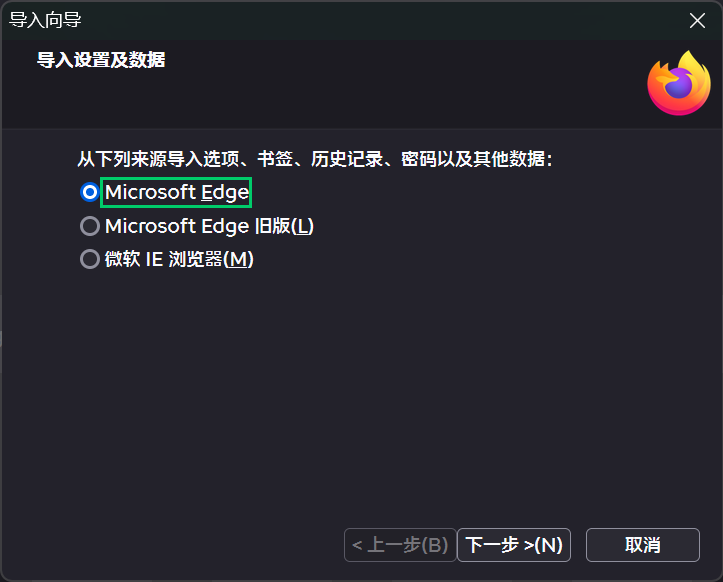 导入向导
导入设置及数据
从下列来源导入选项、书签、历史记录、密码以及其他数据：
Microsoft Edge
Microsoft Edge 旧版(L)
微软 IE 浏览器(M)
< 上一步(B) 下一步 >(N) 取消